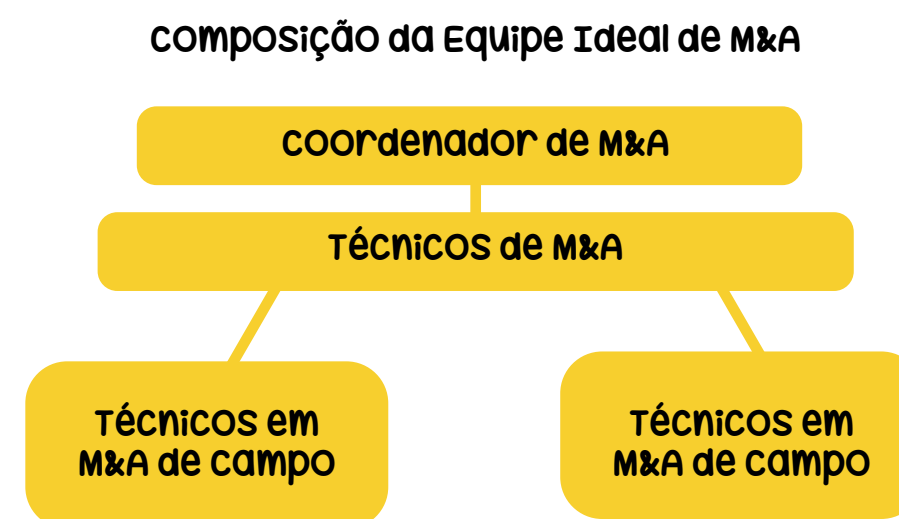 Composição da Equipe Ideal de M&A
Coordenador de M&A
Técnicos de M&A
Técnicos em
M&A de campo
Técnicos em
M&A de campo